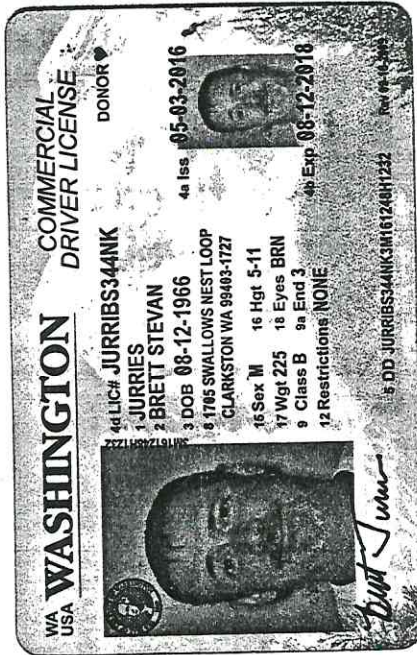 WA
USA WASHINGTON
COMMERCIAL
DRIVER LICENSE
DONOR
4d LIC# JURRIBS344NK
1 JURRIES
2 BRETT STEVAN
3 DOB 08-12-1966
8 1705 SWALLOWS NEST LOOP
CLARKSTON WA 99403-1727
15 Sex M 16 Hgt 5-11
17 Wgt 225 18 Eyes BRN
9 Class B 9a End 3
12 Restrictions NONE
4a Iss 05-03-2016
4b Exp 08-12-2018
5 DD JURRIBS344NK3M161248H1232
3M161248H1232